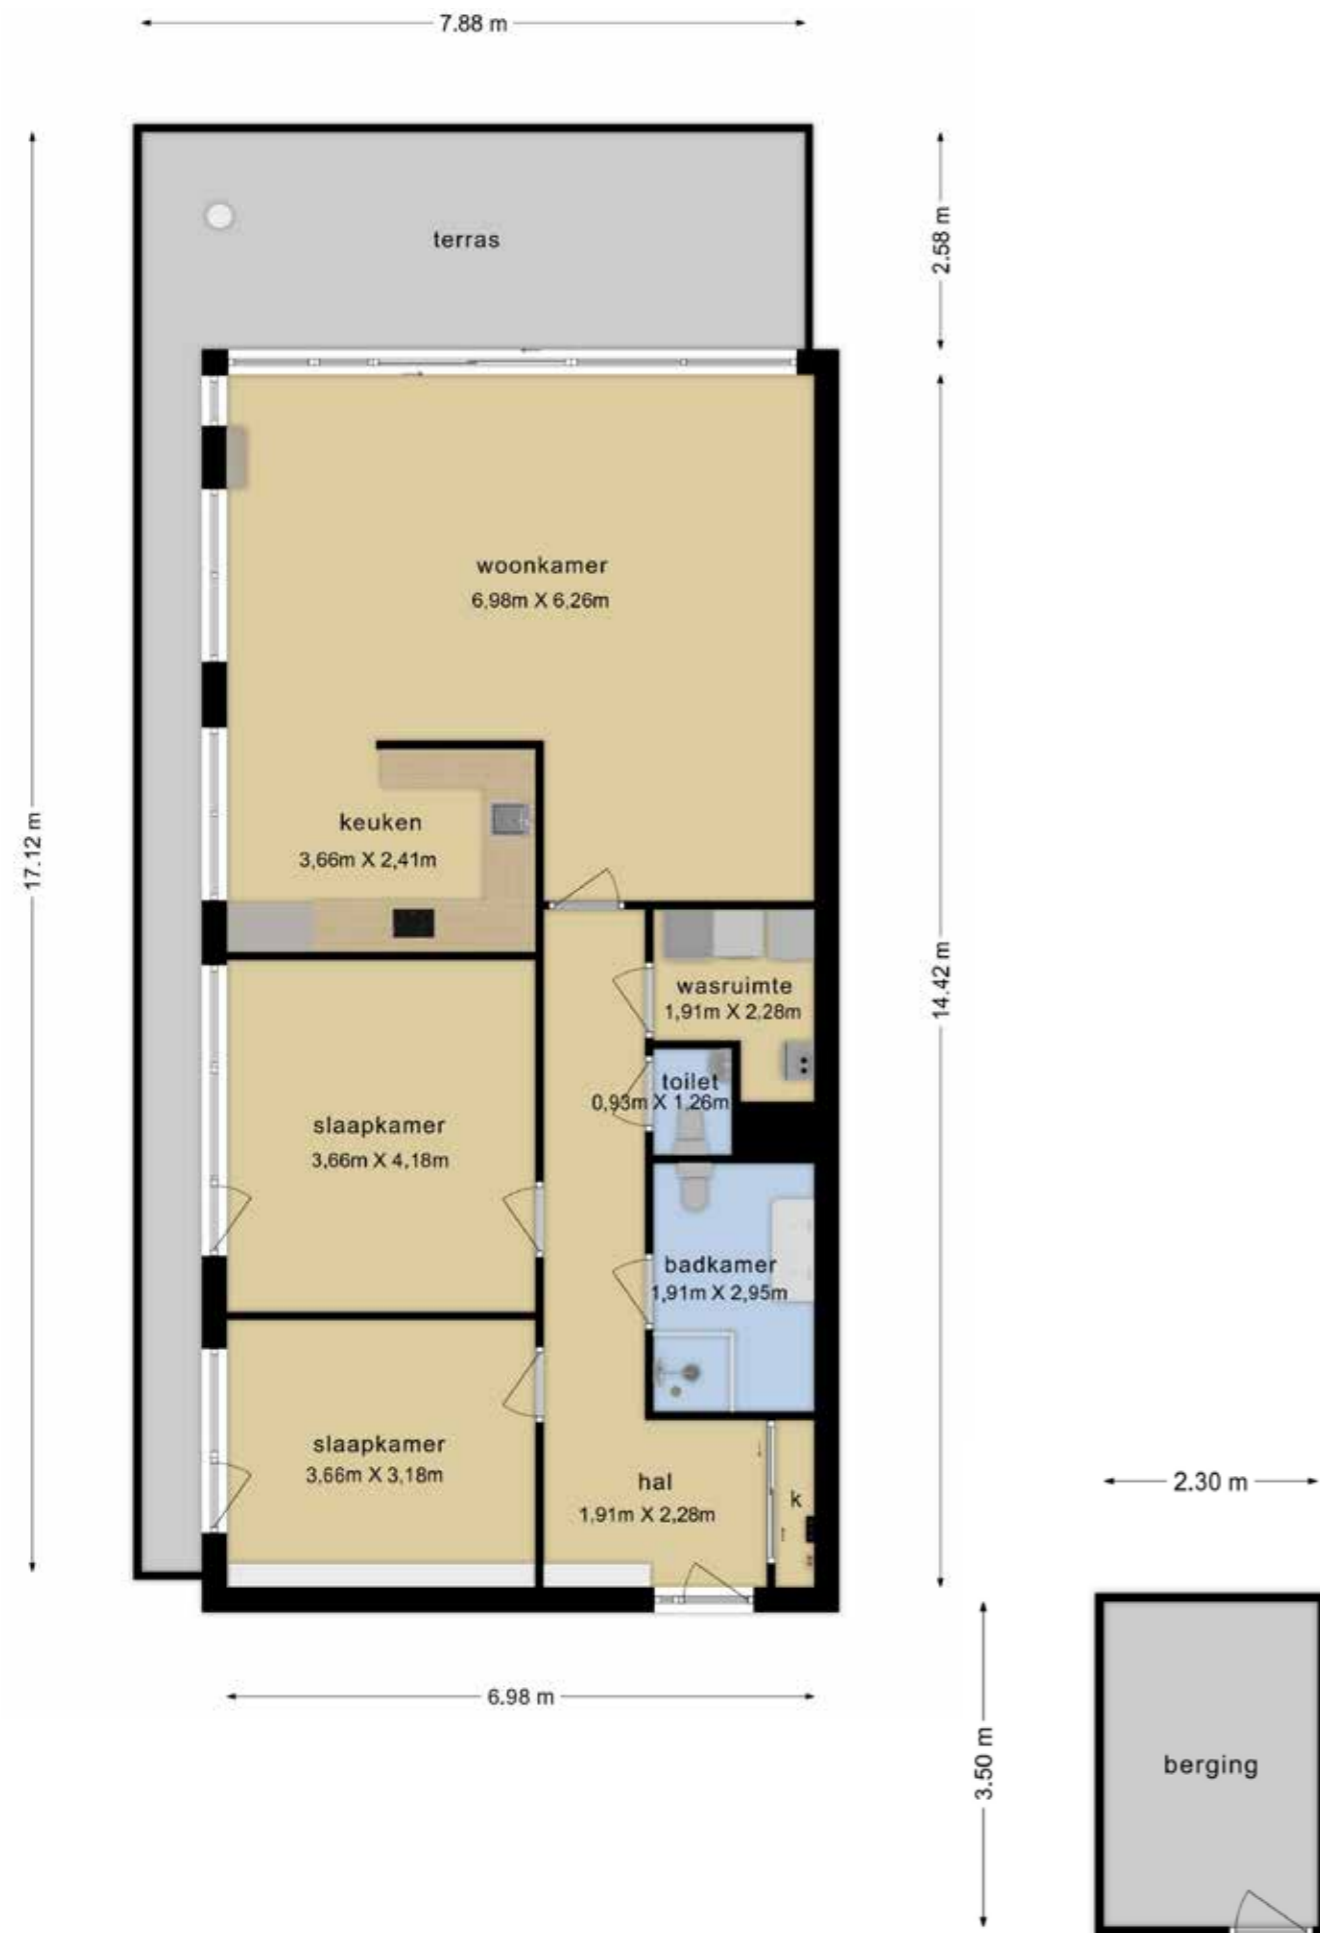 7.88 m
2.58 m
terras
woonkamer
6,98m X 6,26m
17.12 m
keuken
3,66m X 2,41m
14.42 m
wasruimte
1,91m X 2,28m
toilet
0,93m X 1,26m
slaapkamer
3,66m X 4,18m
badkamer
1,91m X 2,95m
slaapkamer
3,66m X 3,18m
hal
1,91m X 2,28m
k
2.30 m
6.98 m
3.50 m
berging